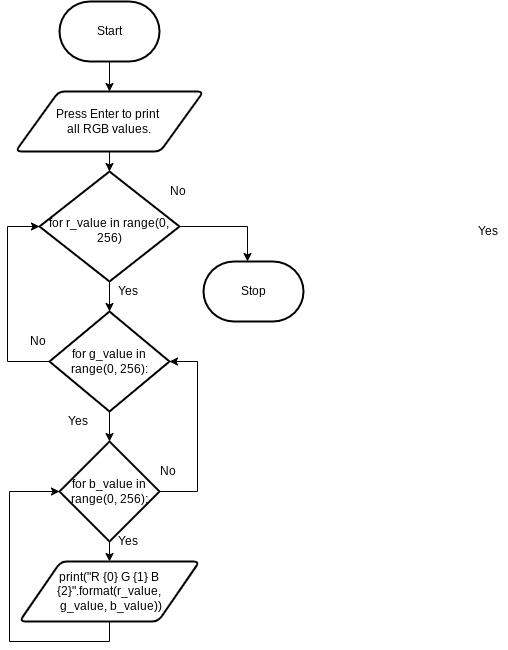 Start
Press Enter to print
all RGB values.
No
for r_value in range(0,
256)
Yes
Yes
Stop
No
for g_value in
range(0, 256):
Yes
No
for b_value in
range(0, 256):
Yes
print("R {0} G {1} B
{2}".format(r_value,
g_value, b_value))